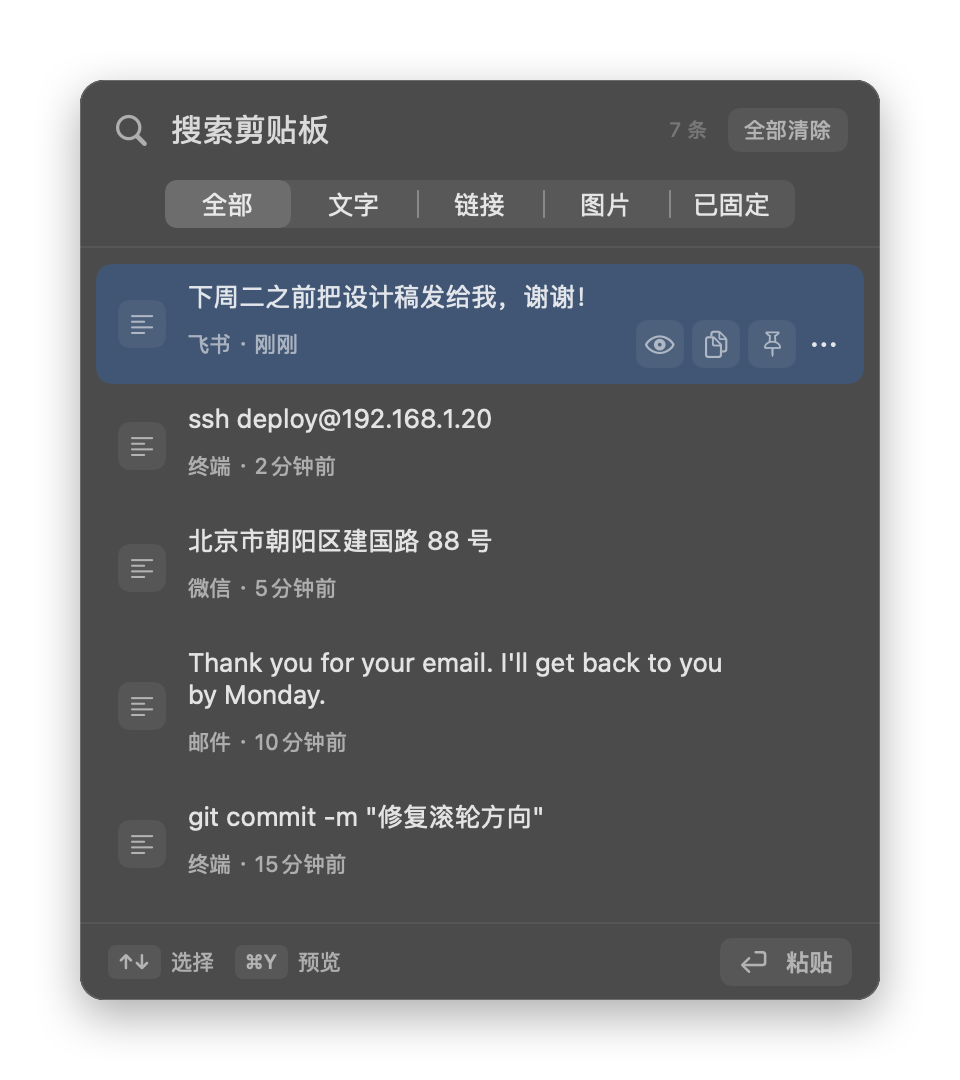 搜索剪贴板
7 条
全部清除
全部
文字
链接
图片
已固定
下周二之前把设计稿发给我，谢谢！
飞书 · 刚刚
ssh deploy@192.168.1.20
终端 · 2 分钟前
北京市朝阳区建国路 88 号
微信 · 5 分钟前
Thank you for your email. I'll get back to you
by Monday.
邮件 · 10 分钟前
git commit -m "修复滚轮方向"
终端 · 15 分钟前
↑↓ 选择 ⌘Y 预览
粘贴